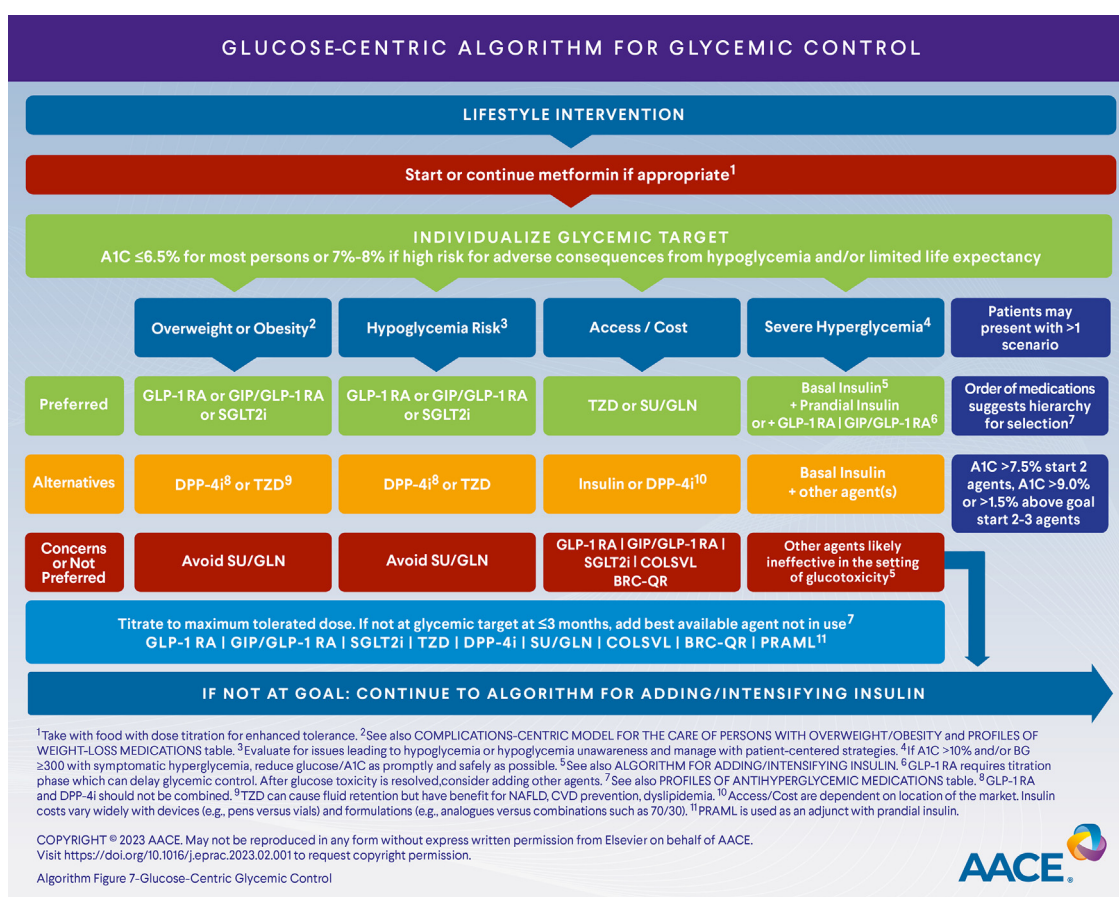 GLUCOSE-CENTRIC ALGORITHM FOR GLYCEMIC CONTROL
LIFESTYLE INTERVENTION
Start or continue metformin if appropriate1
INDIVIDUALIZE GLYCEMIC TARGET
A1C ≤6.5% for most persons or 7%-8% if high risk for adverse consequences from hypoglycemia and/or limited life expectancy
Overweight or Obesity2
Hypoglycemia Risk3
Access / Cost
Severe Hyperglycemia4
Patients may
present with >1
scenario
Preferred
GLP-1 RA or GIP/GLP-1 RA
or SGLT2i
GLP-1 RA or GIP/GLP-1 RA
or SGLT2i
TZD or SU/GLN
Basal Insulin5
+ Prandial Insulin
or + GLP-1 RA | GIP/GLP-1 RA6
Order of medications
suggests hierarchy
for selection7
Alternatives
DPP-4i8 or TZD9
DPP-4i8 or TZD
Insulin or DPP-4i10
Basal Insulin
+ other agent(s)
A1C >7.5% start 2
agents, A1C >9.0%
or >1.5% above goal
start 2-3 agents
Concerns
or Not
Preferred
Avoid SU/GLN
Avoid SU/GLN
GLP-1 RA | GIP/GLP-1 RA |
SGLT2i | COLSVL
BRC-QR
Other agents likely
ineffective in the setting
of glucotoxicity5
Titrate to maximum tolerated dose. If not at glycemic target at ≤3 months, add best available agent not in use7
GLP-1 RA | GIP/GLP-1 RA | SGLT2i | TZD | DPP-4i | SU/GLN | COLSVL | BRC-QR | PRAML11
IF NOT AT GOAL: CONTINUE TO ALGORITHM FOR ADDING/INTENSIFYING INSULIN
1Take with food with dose titration for enhanced tolerance. 2See also COMPLICATIONS-CENTRIC MODEL FOR THE CARE OF PERSONS WITH OVERWEIGHT/OBESITY and PROFILES OF
WEIGHT-LOSS MEDICATIONS table. 3Evaluate for issues leading to hypoglycemia or hypoglycemia unawareness and manage with patient-centered strategies. 4If A1C >10% and/or BG
≥300 with symptomatic hyperglycemia, reduce glucose/A1C as promptly and safely as possible. 5See also ALGORITHM FOR ADDING/INTENSIFYING INSULIN. 6GLP-1 RA requires titration
phase which can delay glycemic control. After glucose toxicity is resolved,consider adding other agents. 7See also PROFILES OF ANTIHYPERGLYCEMIC MEDICATIONS table. 8GLP-1 RA
and DPP-4i should not be combined. 9TZD can cause fluid retention but have benefit for NAFLD, CVD prevention, dyslipidemia. 10Access/Cost are dependent on location of the market. Insulin
costs vary widely with devices (e.g., pens versus vials) and formulations (e.g., analogues versus combinations such as 70/30). 11PRAML is used as an adjunct with prandial insulin.
COPYRIGHT © 2023 AACE. May not be reproduced in any form without express written permission from Elsevier on behalf of AACE.
Visit https://doi.org/10.1016/j.eprac.2023.02.001 to request copyright permission.
Algorithm Figure 7-Glucose-Centric Glycemic Control
AACE®